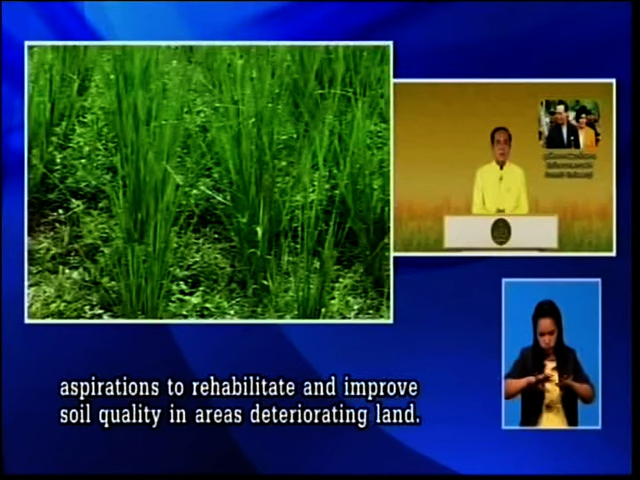 aspirations to rehabilitate and improve
soil quality in areas deteriorating land.